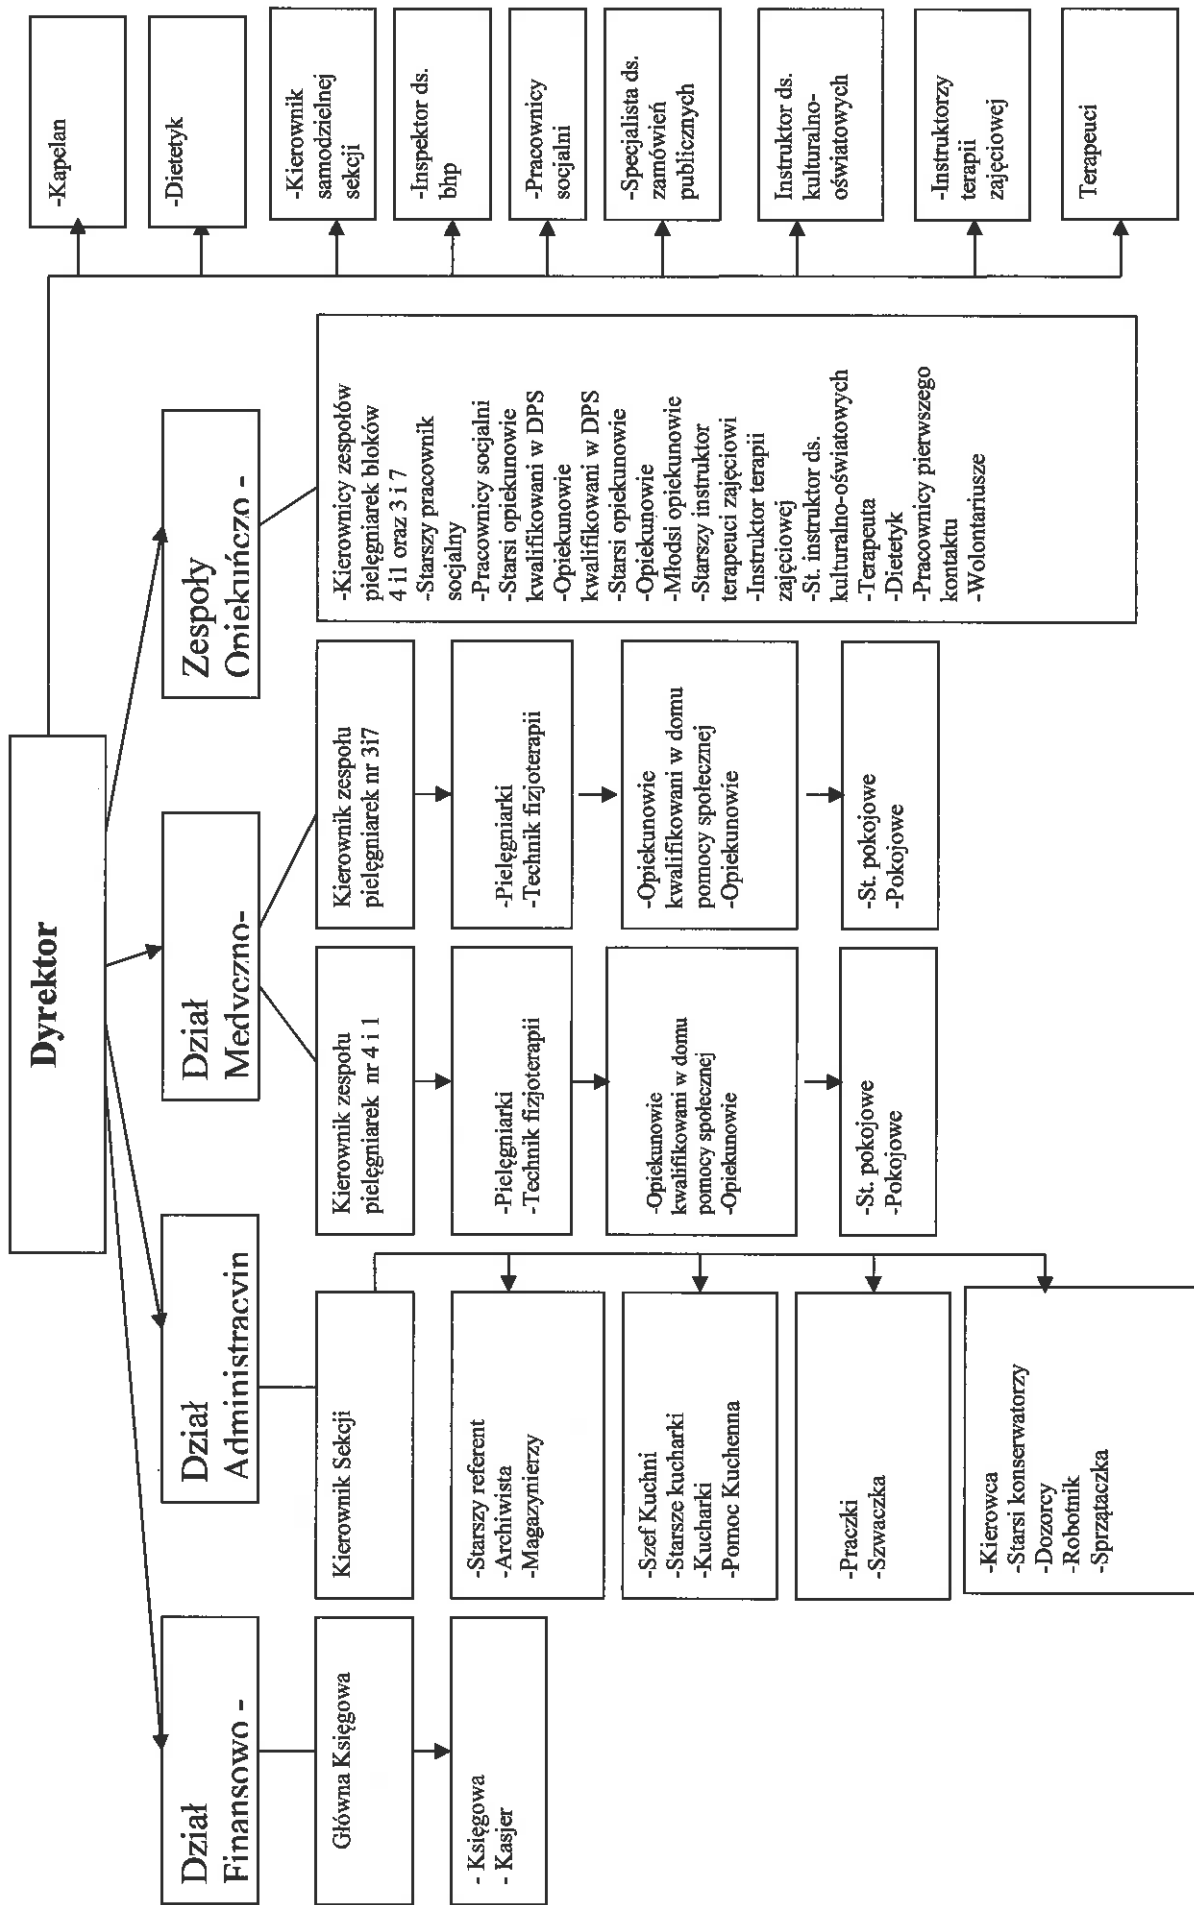 Dyrektor
Dział
Finansowo -
Dział
Administracyjn
Dział
Medyczno-
Zespoły
Opiekuńczo -
Główna Księgowa
- Księgowa
- Kasjer
Kierownik Sekcji
-Starszy referent
-Archiwista
-Magazynierzy
-Szef Kuchni
-Starsze kucharki
-Kucharki
-Pomoc Kuchenna
-Praczki
-Szwaczka
-Kierowca
-Starsi konserwatorzy
-Dozorcy
-Robotnik
-Sprzątaczka
Kierownik zespołu
pielęgniarek nr 4 i 1
-Pielęgniarki
-Technik fizjoterapii
-Opiekunowie
kwalifikowani w domu
pomocy społecznej
-Opiekunowie
-St. pokojowe
-Pokojowe
Kierownik zespołu
pielęgniarek nr 3i7
-Pielęgniarki
-Technik fizjoterapii
-Opiekunowie
kwalifikowani w domu
pomocy społecznej
-Opiekunowie
-St. pokojowe
-Pokojowe
-Kierownicy zespołów
pielęgniarek bloków
4 i1 oraz 3 i 7
-Starszy pracownik
socjalny
-Pracownicy socjalni
-Starsi opiekunowie
kwalifikowani w DPS
-Opiekunowie
kwalifikowani w DPS
-Starsi opiekunowie
-Opiekunowie
-Młodsi opiekunowie
-Starszy instruktor
terapeuci zajęciowi
-Instruktor terapii
zajęciowej
-St. instruktor ds.
kulturalno-oświatowych
-Terapeuta
-Dietetyk
-Pracownicy pierwszego
kontaktu
-Wolontariusze
-Kapelan
-Dietetyk
-Kierownik
samodzielnej
sekcji
-Inspektor ds.
bhp
-Pracownicy
socjalni
-Specjalista ds.
zamówień
publicznych
Instruktor ds.
kulturalno-
oświatowych
-Instruktorzy
terapii
zajęciowej
Terapeuci